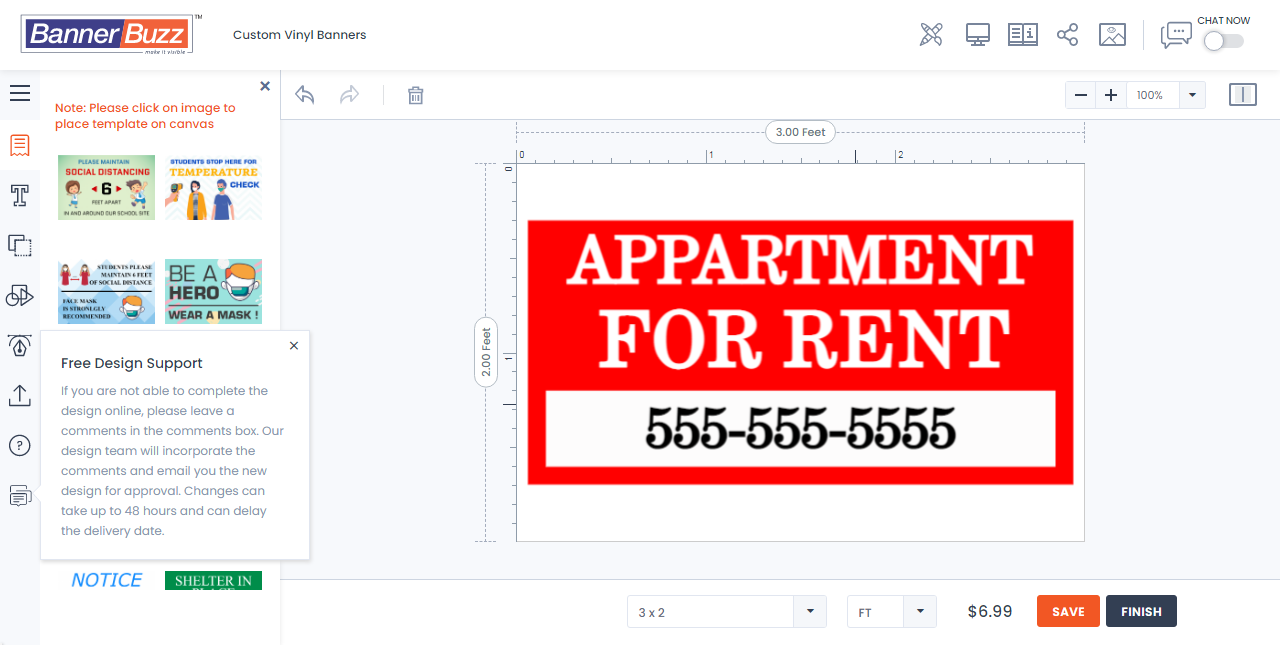 BannerBuzz
TM
make it visible
Custom Vinyl Banners
CHAT NOW
Note: Please click on image to
place template on canvas
100%
PLEASE MAINTAIN
SOCIAL DISTANCING
6
FEET APART
IN AND AROUND OUR SCHOOL SITE
STUDENTS STOP HERE FOR
TEMPERATURE
CHECK
STUDENTS PLEASE
MAINTAIN 6 FEET
OF SOCIAL DISTANCE
FACE MASK
IS STRONLGLY
RECOMMENDED
BE A
HERO
WEAR A MASK !
Free Design Support
If you are not able to complete the
design online, please leave a
comments in the comments box. Our
design team will incorporate the
comments and email you the new
design for approval. Changes can
take up to 48 hours and can delay
the delivery date.
NOTICE
SHELTER IN
PLACE
3.00 Feet
0
1
2
0
1
2.00 Feet
APPARTMENT
FOR RENT
555-555-5555
3 x 2
FT
$6.99
SAVE
FINISH